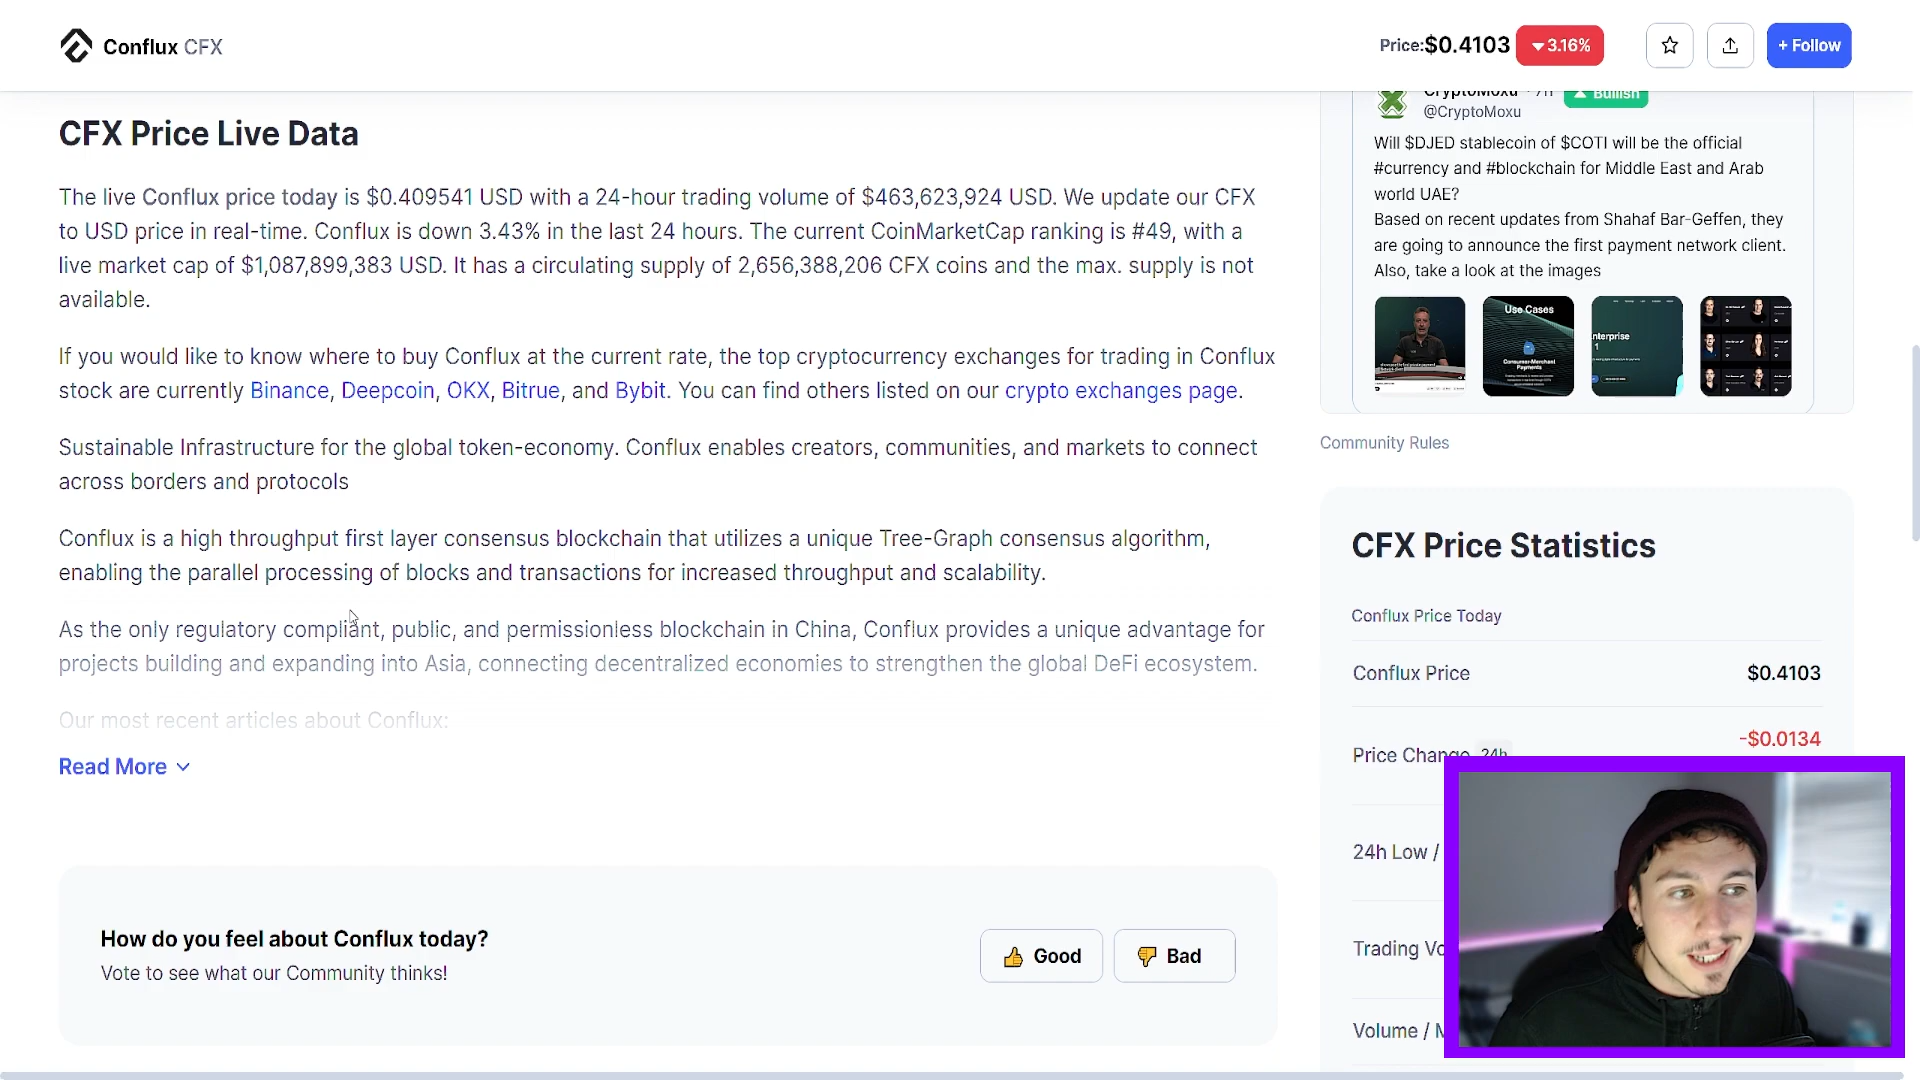 Conflux CFX
Price:$0.4103 3.16%
+ Follow
CFX Price Live Data
The live Conflux price today is $0.409541 USD with a 24-hour trading volume of $463,623,924 USD. We update our CFX
to USD price in real-time. Conflux is down 3.43% in the last 24 hours. The current CoinMarketCap ranking is #49, with a
live market cap of $1,087,899,383 USD. It has a circulating supply of 2,656,388,206 CFX coins and the max. supply is not
available.
If you would like to know where to buy Conflux at the current rate, the top cryptocurrency exchanges for trading in Conflux
stock are currently Binance, Deepcoin, OKX, Bitrue, and Bybit. You can find others listed on our crypto exchanges page.
Sustainable Infrastructure for the global token-economy. Conflux enables creators, communities, and markets to connect
across borders and protocols
Conflux is a high throughput first layer consensus blockchain that utilizes a unique Tree-Graph consensus algorithm,
enabling the parallel processing of blocks and transactions for increased throughput and scalability.
As the only regulatory compliant, public, and permissionless blockchain in China, Conflux provides a unique advantage for
projects building and expanding into Asia, connecting decentralized economies to strengthen the global DeFi ecosystem.
Our most recent articles about Conflux:
Read More
How do you feel about Conflux today?
Vote to see what our Community thinks!
Good
Bad
CryptoMoxu · 7h Bullish
@CryptoMoxu
Will $DJED stablecoin of $COTI will be the official
#currency and #blockchain for Middle East and Arab
world UAE?
Based on recent updates from Shahaf Bar-Geffen, they
are going to announce the first payment network client.
Also, take a look at the images
Use Cases
Consumer-Merchant
Payments
nterprise
Community Rules
CFX Price Statistics
Conflux Price Today
Conflux Price $0.4103
-$0.0134
Price Change 24h
24h Low /
Trading Vo
Volume / M